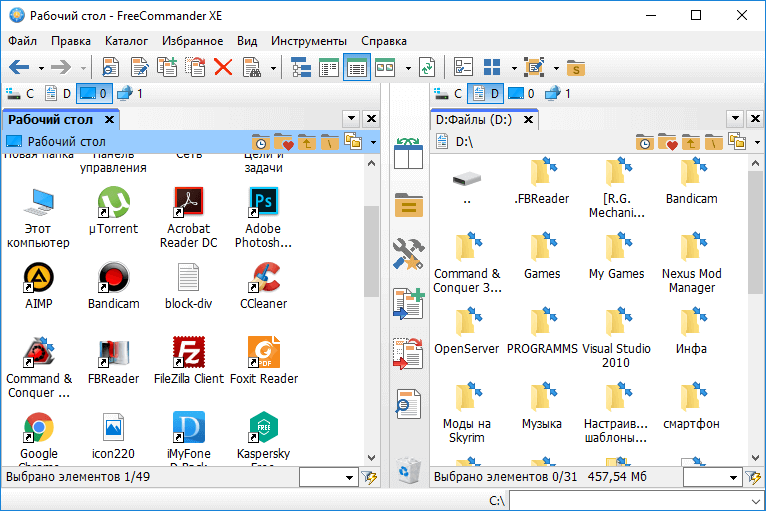 Рабочий стол - FreeCommander XE
Файл Правка Каталог Избранное Вид Инструменты Справка
S
C D 0 1
C D 0 1
Рабочий стол
D:Файлы (D:)
Рабочий стол
D:\
Новая папка
Панель управления
Сеть
Цели и задачи
Этот компьютер
µTorrent
Acrobat Reader DC
Adobe Photosh...
AIMP
Bandicam
block-div
CCleaner
Command & Conquer ...
FBReader
FileZilla Client
Foxit Reader
Google Chrome
icon220
iMyFone D-Back
Kaspersky Free
..
.FBReader
[R.G. Mechani...
Bandicam
Command & Conquer 3...
Games
My Games
Nexus Mod Manager
OpenServer
PROGRAMMS
Visual Studio 2010
Инфа
Моды на Skyrim
Музыка
Настраив... шаблоны...
смартфон
Выбрано элементов 1/49
Выбрано элементов 0/31 457,54 Мб
C:\